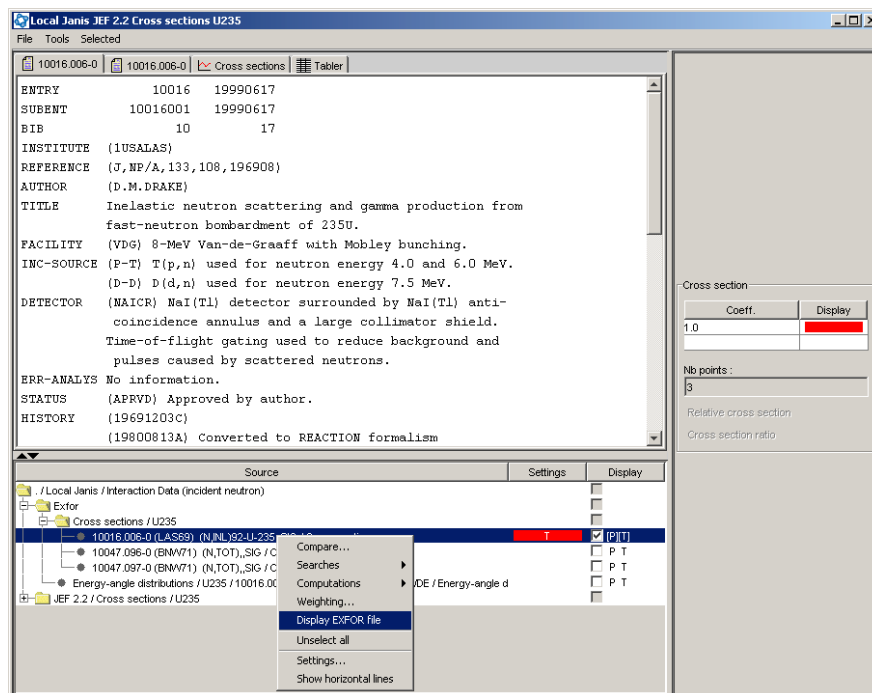 Local Janis JEF 2.2 Cross sections U235
File Tools Selected
10016.006-0 10016.006-0 Cross sections Tabler
ENTRY 10016 19990617
SUBENT 10016001 19990617
BIB 10 17
INSTITUTE (1USALAS)
REFERENCE (J,NP/A,133,108,196908)
AUTHOR (D.M.DRAKE)
TITLE Inelastic neutron scattering and gamma production from
fast-neutron bombardment of 235U.
FACILITY (VDG) 8-MeV Van-de-Graaff with Mobley bunching.
INC-SOURCE (P-T) T(p,n) used for neutron energy 4.0 and 6.0 MeV.
(D-D) D(d,n) used for neutron energy 7.5 MeV.
DETECTOR (NAICR) NaI(Tl) detector surrounded by NaI(Tl) anti-
coincidence annulus and a large collimator shield.
Time-of-flight gating used to reduce background and
pulses caused by scattered neutrons.
ERR-ANALYS No information.
STATUS (APRVD) Approved by author.
HISTORY (19691203C)
(19800813A) Converted to REACTION formalism
Cross section
Coeff. Display
1.0
Nb points :
3
Relative cross section
Cross section ratio
Source Settings Display
. / Local Janis / Interaction Data (incident neutron)
Exfor
Cross sections / U235
10016.006-0 (LAS69) (N,INL)92-U-235 T [P][T]
10047.096-0 (BNW71) (N,TOT),,SIG / C P T
10047.097-0 (BNW71) (N,TOT),,SIG / C P T
Energy-angle distributions / U235 / 10016.00 /DE / Energy-angle d P T
JEF 2.2 / Cross sections / U235
Compare...
Searches
Computations
Weighting...
Display EXFOR file
Unselect all
Settings...
Show horizontal lines